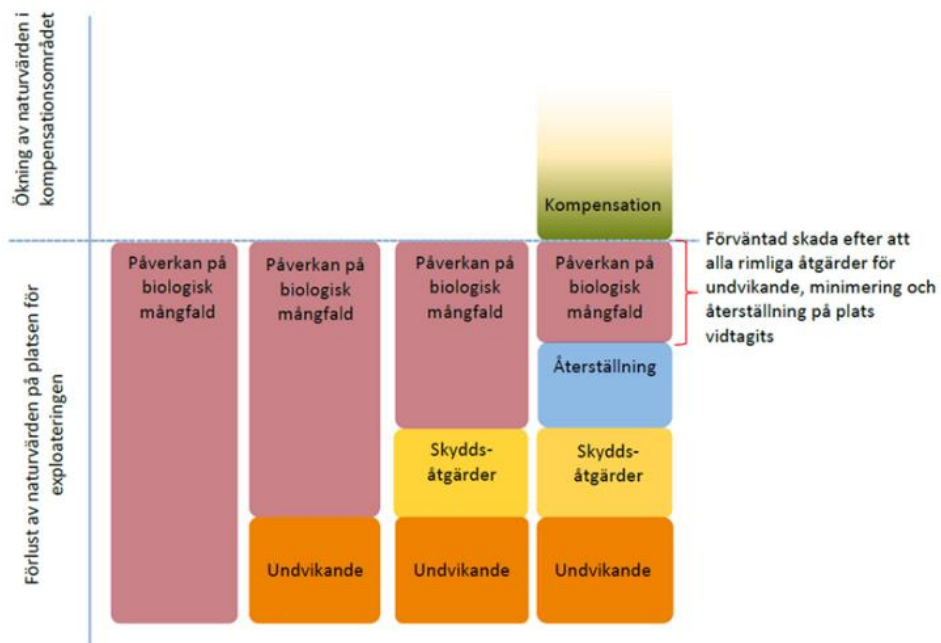 Ökning av naturvärden i
kompensationsområdet
Kompensation
Förlust av naturvärden på platsen för
exploateringen
Påverkan på
biologisk
mångfald
Påverkan på
biologisk
mångfald
Undvikande
Påverkan på
biologisk
mångfald
Skydds-
åtgärder
Undvikande
Påverkan på
biologisk
mångfald
Återställning
Skydds-
åtgärder
Undvikande
Förväntad skada efter att
alla rimliga åtgärder för
undvikande, minimering och
återställning på plats
vidtagits